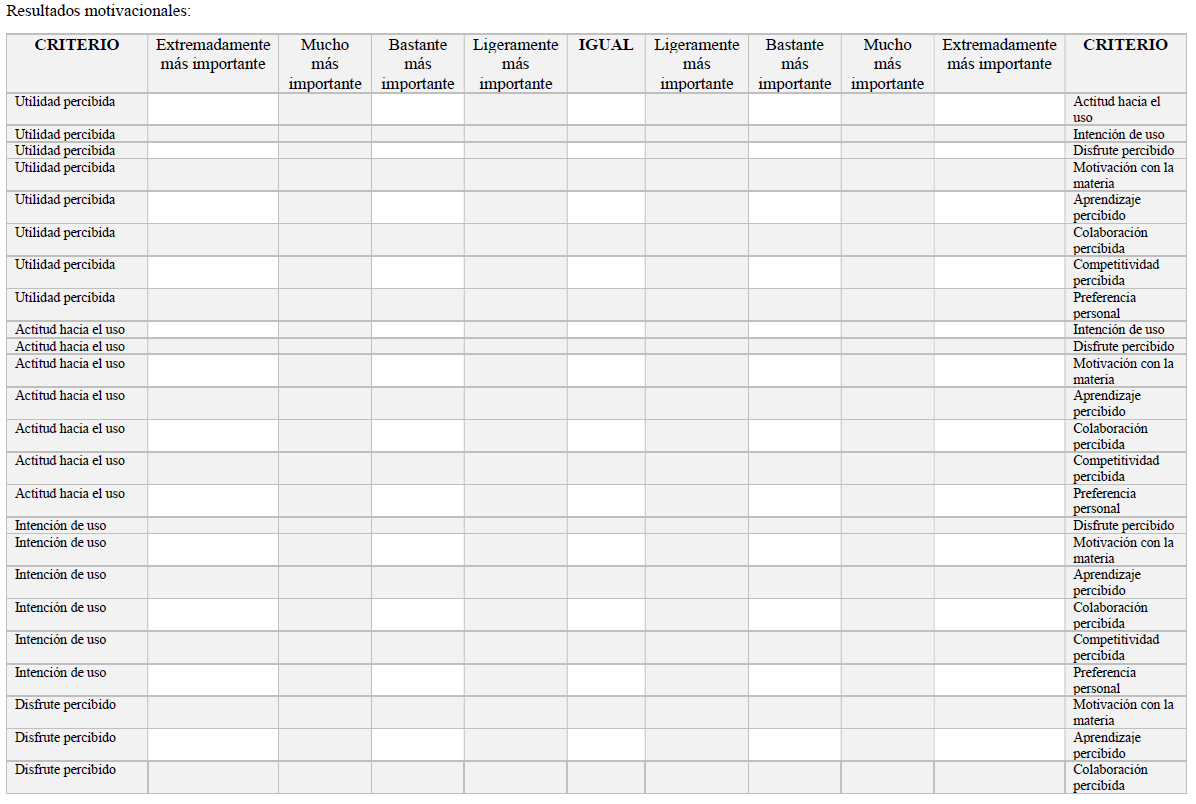 Resultados motivacionales:
CRITERIO Extremadamente más importante Mucho más importante Bastante más importante Ligeramente más importante IGUAL Ligeramente más importante Bastante más importante Mucho más importante Extremadamente más importante CRITERIO
Utilidad percibida Actitud hacia el uso
Utilidad percibida Intención de uso
Utilidad percibida Disfrute percibido
Utilidad percibida Motivación con la materia
Utilidad percibida Aprendizaje percibido
Utilidad percibida Colaboración percibida
Utilidad percibida Competitividad percibida
Utilidad percibida Preferencia personal
Actitud hacia el uso Intención de uso
Actitud hacia el uso Disfrute percibido
Actitud hacia el uso Motivación con la materia
Actitud hacia el uso Aprendizaje percibido
Actitud hacia el uso Colaboración percibida
Actitud hacia el uso Competitividad percibida
Actitud hacia el uso Preferencia personal
Intención de uso Disfrute percibido
Intención de uso Motivación con la materia
Intención de uso Aprendizaje percibido
Intención de uso Colaboración percibida
Intención de uso Competitividad percibida
Intención de uso Preferencia personal
Disfrute percibido Motivación con la materia
Disfrute percibido Aprendizaje percibido
Disfrute percibido Colaboración percibida